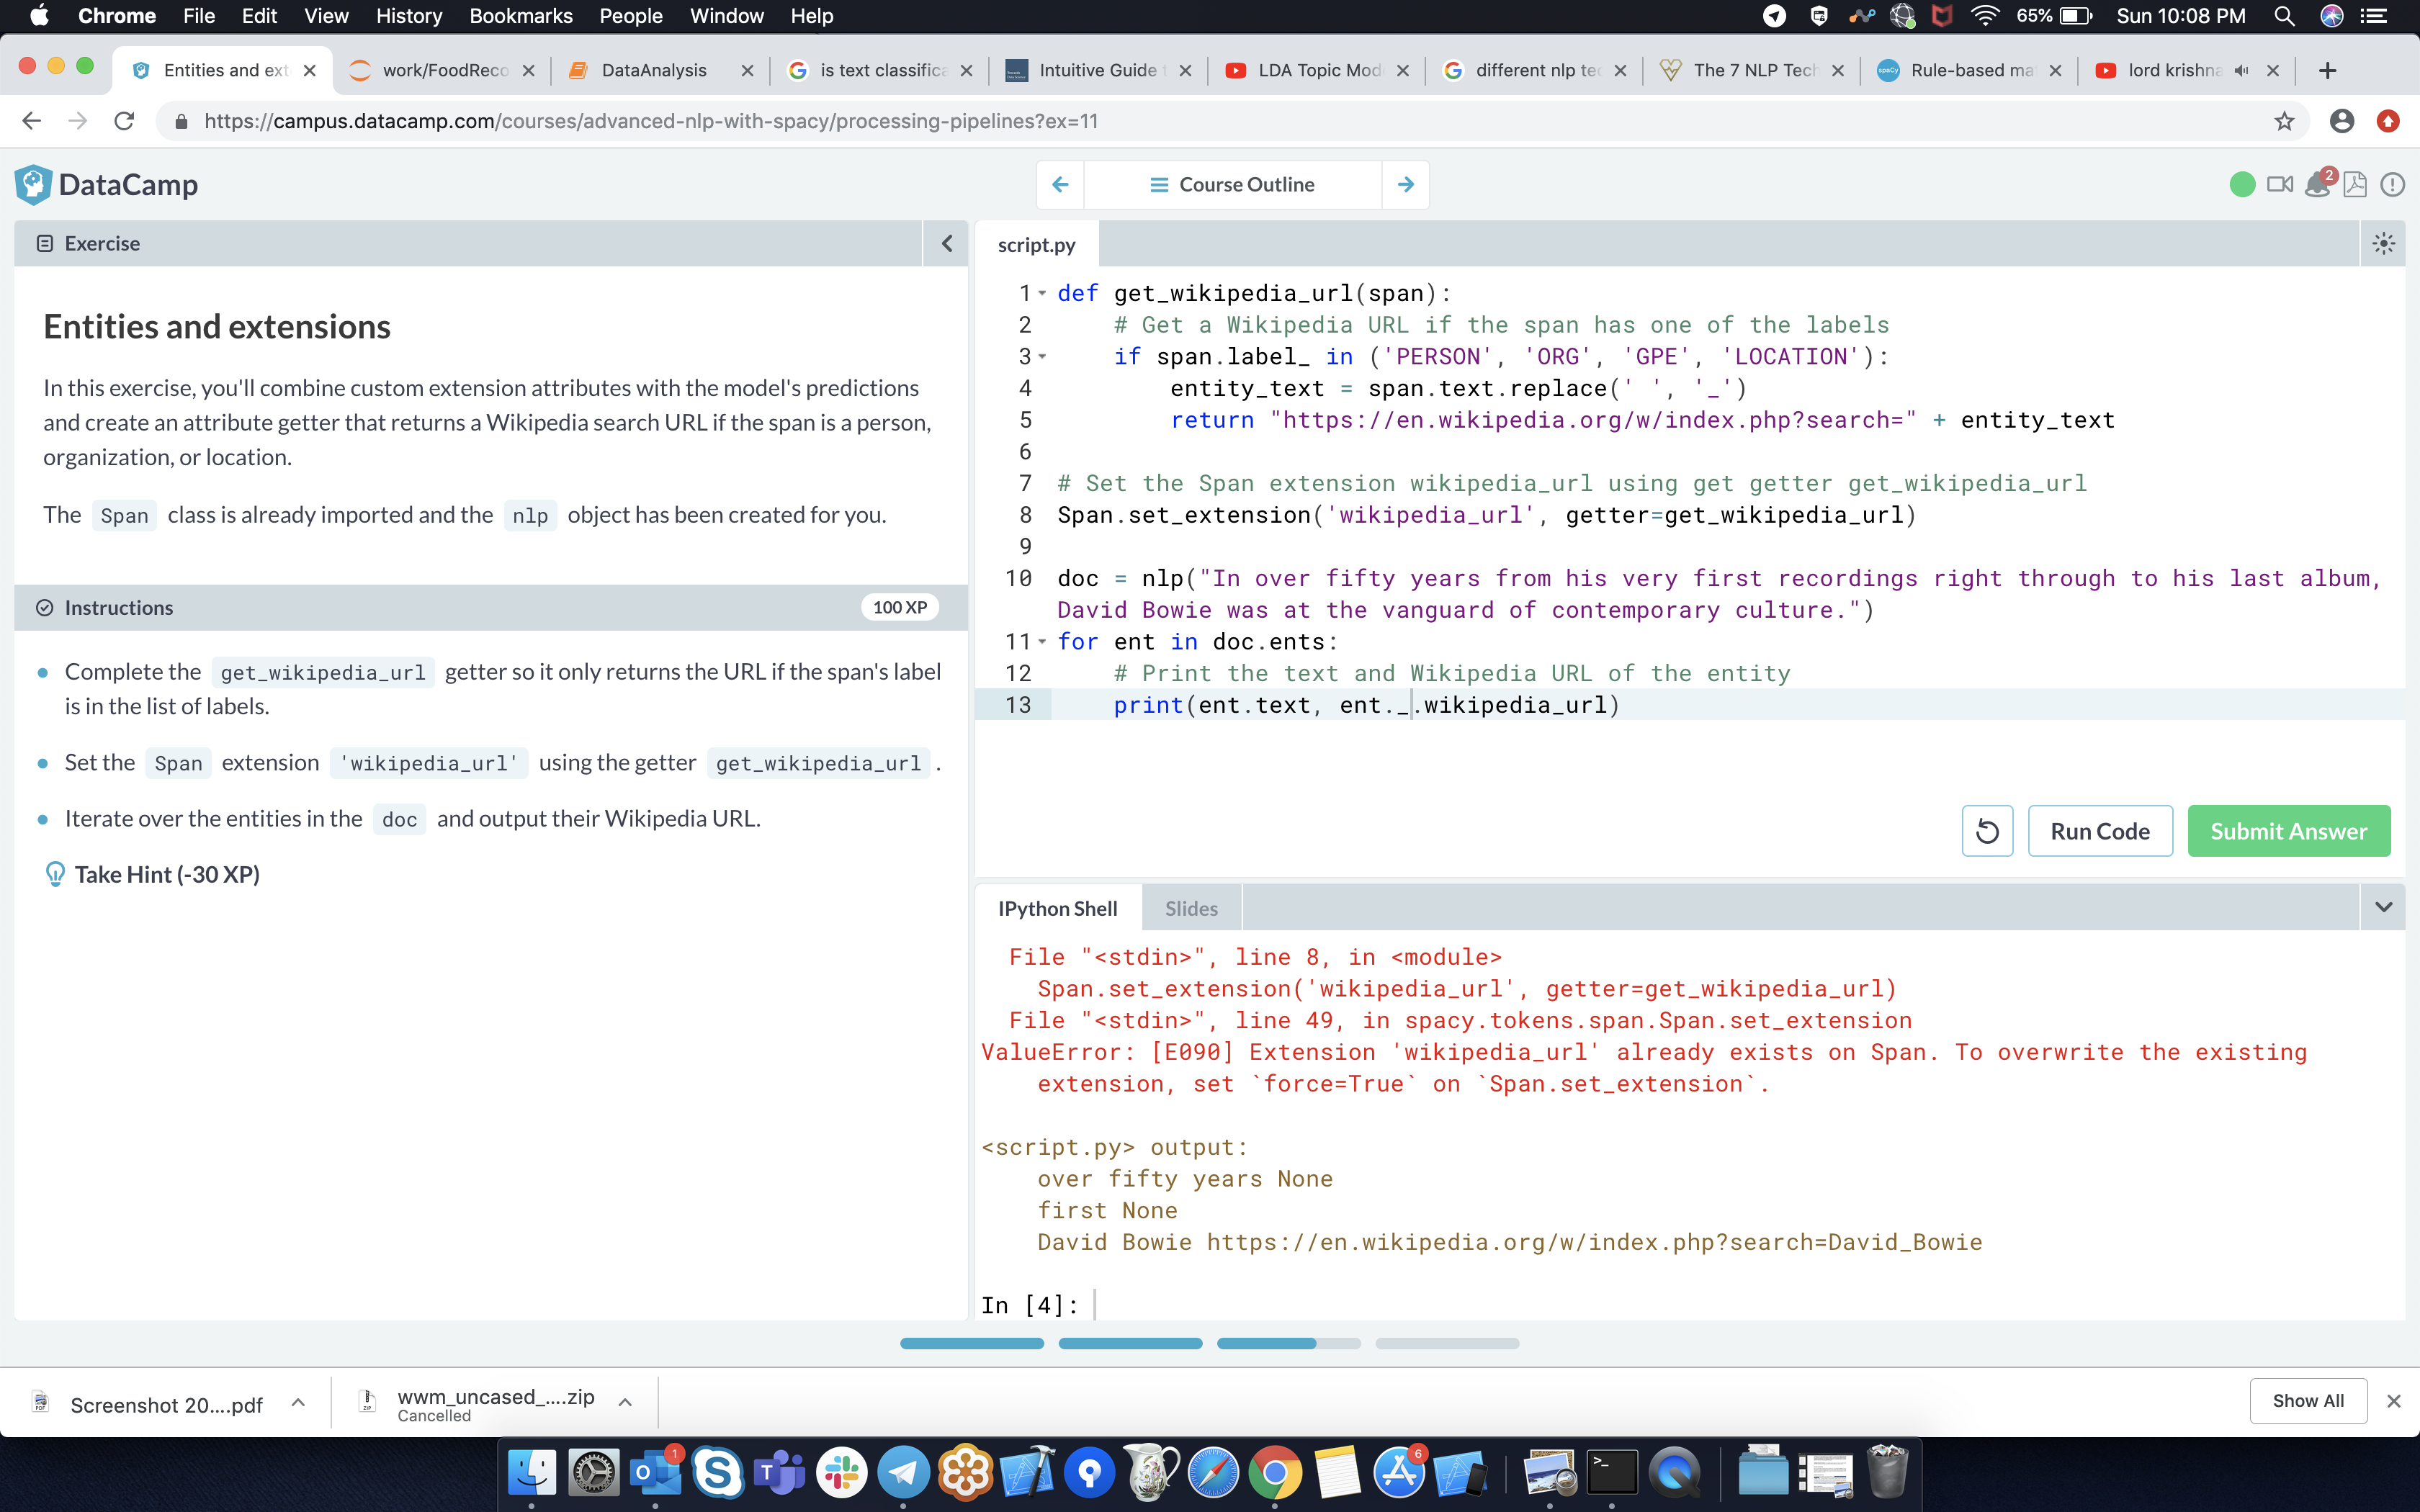 Chrome File Edit View History Bookmarks People Window Help 65% Sun 10:08 PM
Entities and ext work/FoodReco DataAnalysis is text classifica Intuitive Guide LDA Topic Mod different nlp te The 7 NLP Tech Rule-based ma lord krishna
https://campus.datacamp.com/courses/advanced-nlp-with-spacy/processing-pipelines?ex=11
DataCamp
Course Outline
2
Exercise
Entities and extensions
In this exercise, you'll combine custom extension attributes with the model's predictions
and create an attribute getter that returns a Wikipedia search URL if the span is a person,
organization, or location.
The Span class is already imported and the nlp object has been created for you.
Instructions
100 XP
Complete the get_wikipedia_url getter so it only returns the URL if the span's label
is in the list of labels.
Set the Span extension 'wikipedia_url' using the getter get_wikipedia_url .
Iterate over the entities in the doc and output their Wikipedia URL.
Take Hint (-30 XP)
script.py
1 def get_wikipedia_url(span):
2     # Get a Wikipedia URL if the span has one of the labels
3     if span.label_ in ('PERSON', 'ORG', 'GPE', 'LOCATION'):
4         entity_text = span.text.replace(' ', '_')
5         return "https://en.wikipedia.org/w/index.php?search=" + entity_text
6
7 # Set the Span extension wikipedia_url using get getter get_wikipedia_url
8 Span.set_extension('wikipedia_url', getter=get_wikipedia_url)
9
10 doc = nlp("In over fifty years from his very first recordings right through to his last album,
David Bowie was at the vanguard of contemporary culture.")
11 for ent in doc.ents:
12     # Print the text and Wikipedia URL of the entity
13     print(ent.text, ent._.wikipedia_url)
Run Code
Submit Answer
IPython Shell
Slides
File "<stdin>", line 8, in <module>
Span.set_extension('wikipedia_url', getter=get_wikipedia_url)
File "<stdin>", line 49, in spacy.tokens.span.Span.set_extension
ValueError: [E090] Extension 'wikipedia_url' already exists on Span. To overwrite the existing
extension, set `force=True` on `Span.set_extension`.
<script.py> output:
over fifty years None
first None
David Bowie https://en.wikipedia.org/w/index.php?search=David_Bowie
In [4]:
Screenshot 20....pdf
wwm_uncased_....zip
Cancelled
Show All
1
6